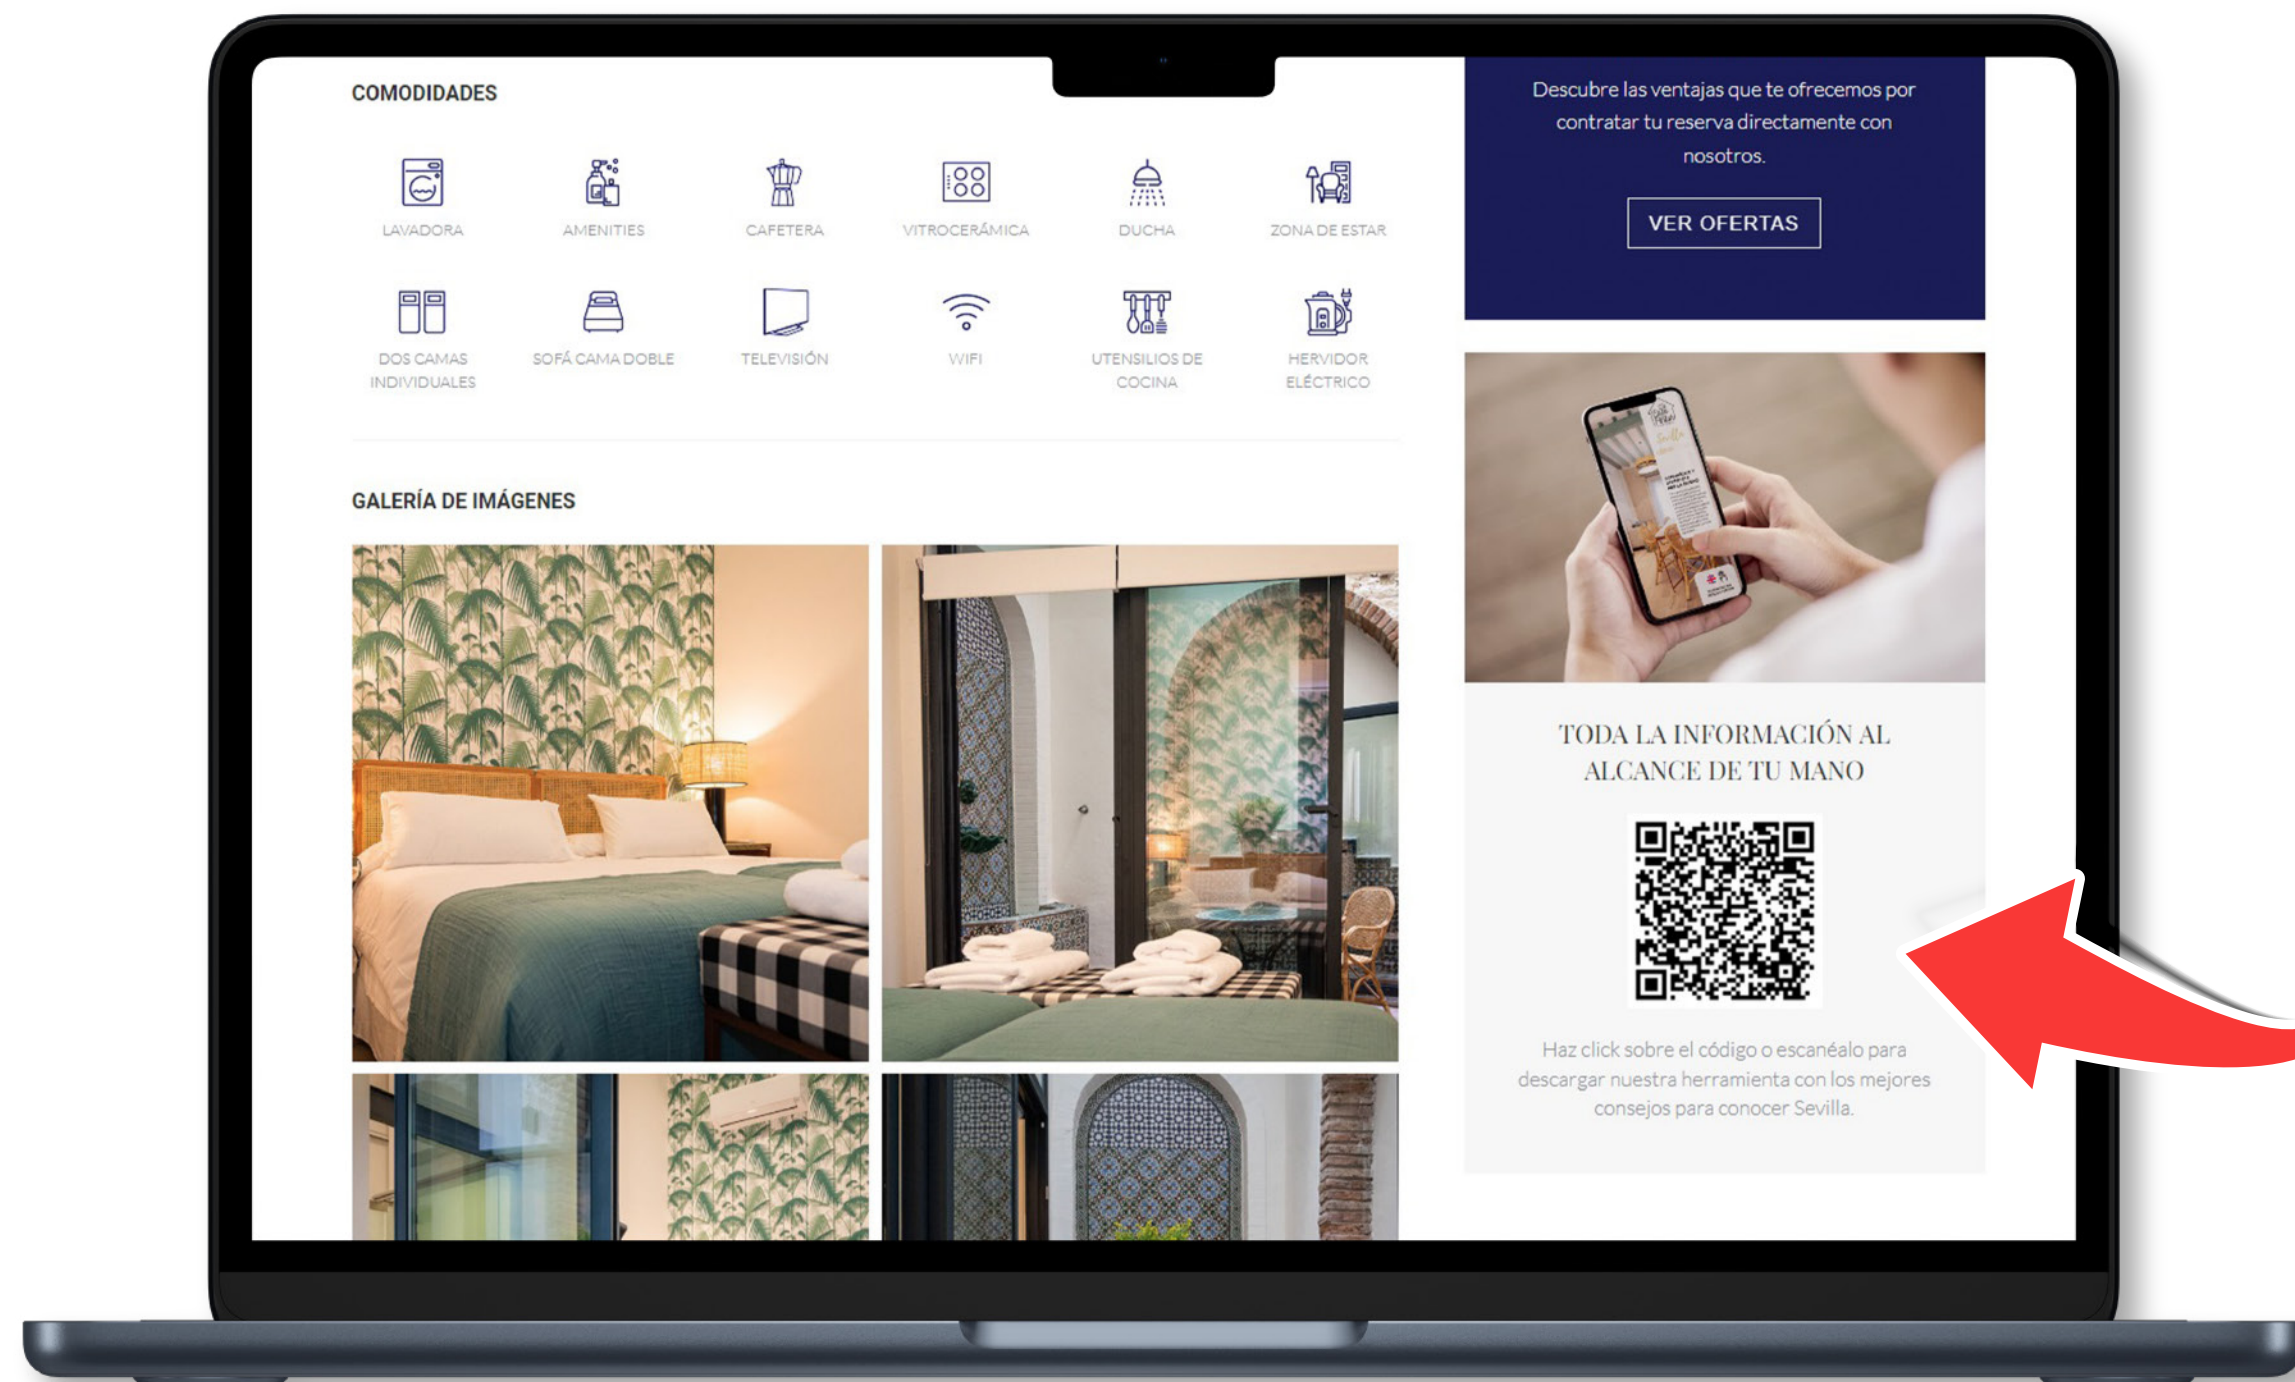 COMODIDADES
LAVADORA
AMENITIES
CAFETERA
VITROCERÁMICA
DUCHA
ZONA DE ESTAR
DOS CAMAS
INDIVIDUALES
SOFÁ CAMA DOBLE
TELEVISIÓN
WIFI
UTENSILIOS DE
COCINA
HERVIDOR
ELÉCTRICO
GALERÍA DE IMÁGENES
Descubre las ventajas que te ofrecemos por
contratar tu reserva directamente con
nosotros.
VER OFERTAS
Sevilla
TODA LA INFORMACIÓN AL
ALCANCE DE TU MANO
Haz click sobre el código o escanéalo para
descargar nuestra herramienta con los mejores
consejos para conocer Sevilla.